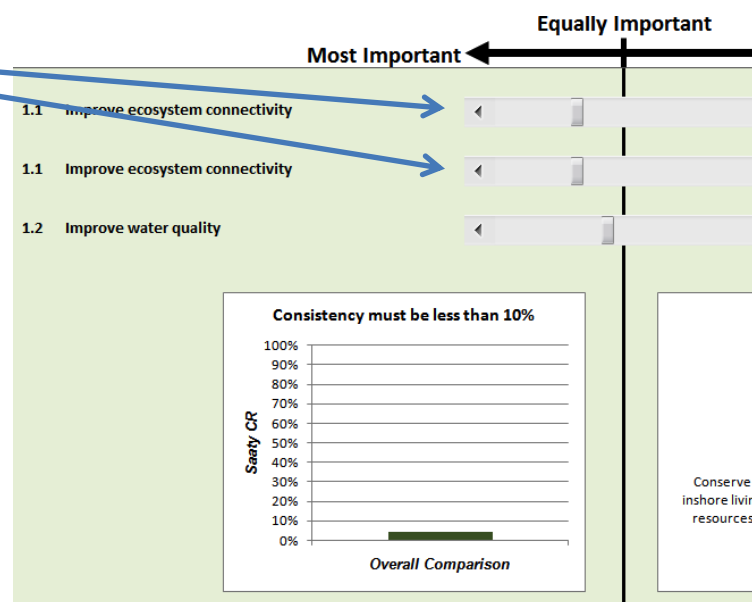 Equally Important
Most Important
1.1 Improve ecosystem connectivity
1.1 Improve ecosystem connectivity
1.2 Improve water quality
Consistency must be less than 10%
100%
90%
80%
70%
60%
50%
40%
30%
20%
10%
0%
Saaty CR
Overall Comparison
Conserve
inshore livin
resources